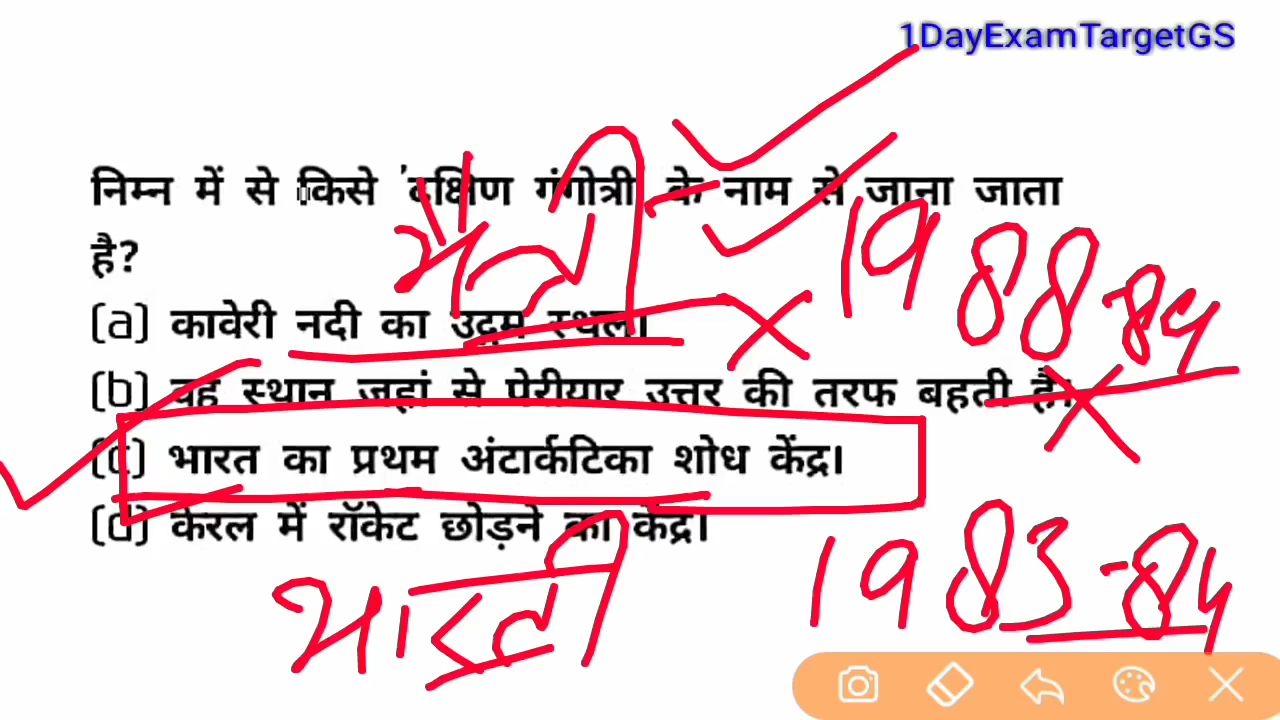 1DayExamTargetGS
निम्न में से किसे 'दक्षिण गंगोत्री के नाम से जाना जाता
है?
मैत्री 1988-89
(a) कावेरी नदी का उद्गम स्थल।
(b) वह स्थान जहां से पेरीयार उत्तर की तरफ बहती है।
(c) भारत का प्रथम अंटार्कटिका शोध केंद्र।
(d) केरल में रॉकेट छोड़ने का केंद्र।
भारती 1983-84